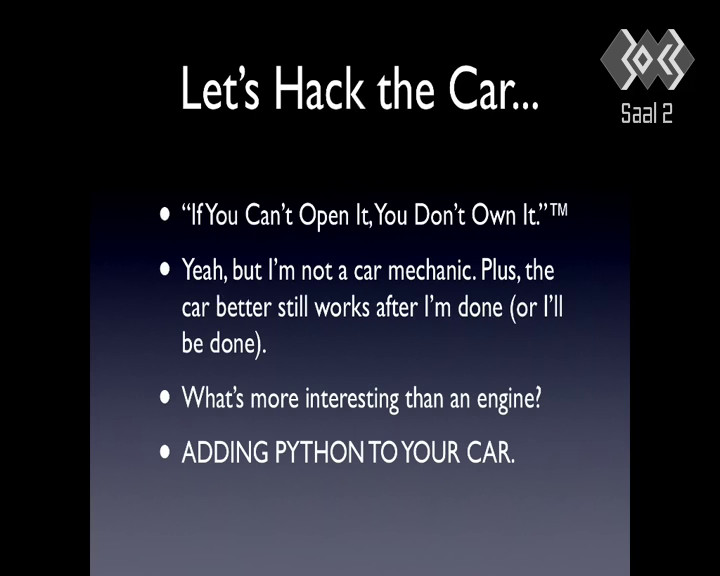 Let's Hack the Car...
Saal 2
• “If You Can't Open It, You Don't Own It.”™
• Yeah, but I'm not a car mechanic. Plus, the
car better still works after I'm done (or I'll
be done).
• What's more interesting than an engine?
• ADDING PYTHON TO YOUR CAR.